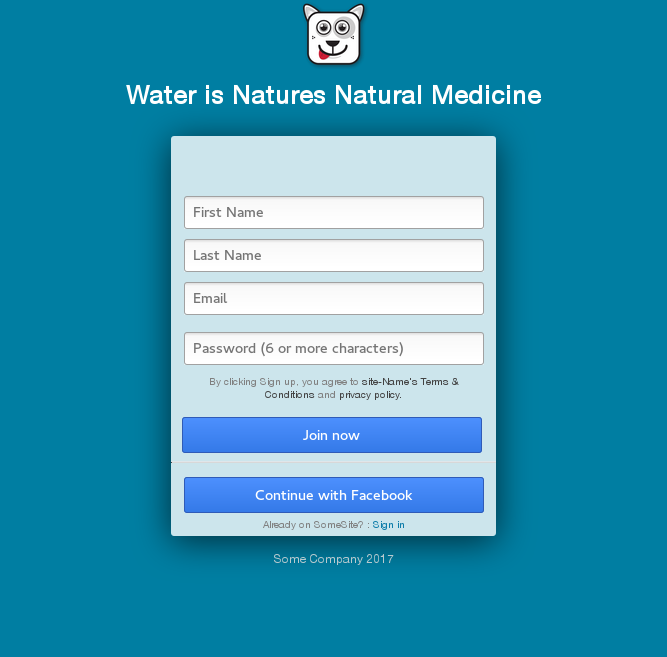 Water is Natures Natural Medicine
First Name
Last Name
Email
Password (6 or more characters)
By clicking Sign up, you agree to site-Name's Terms &
Conditions and privacy policy.
Join now
Continue with Facebook
Already on SomeSite? : Sign in
Some Company 2017